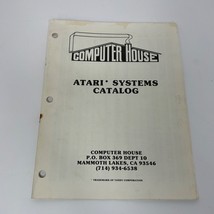 COMPUTER HOUSE
ATARI* SYSTEMS
CATALOG
COMPUTER HOUSE
P.O. BOX 369 DEPT 10
MAMMOTH LAKES, CA 93546
(714) 934-6538